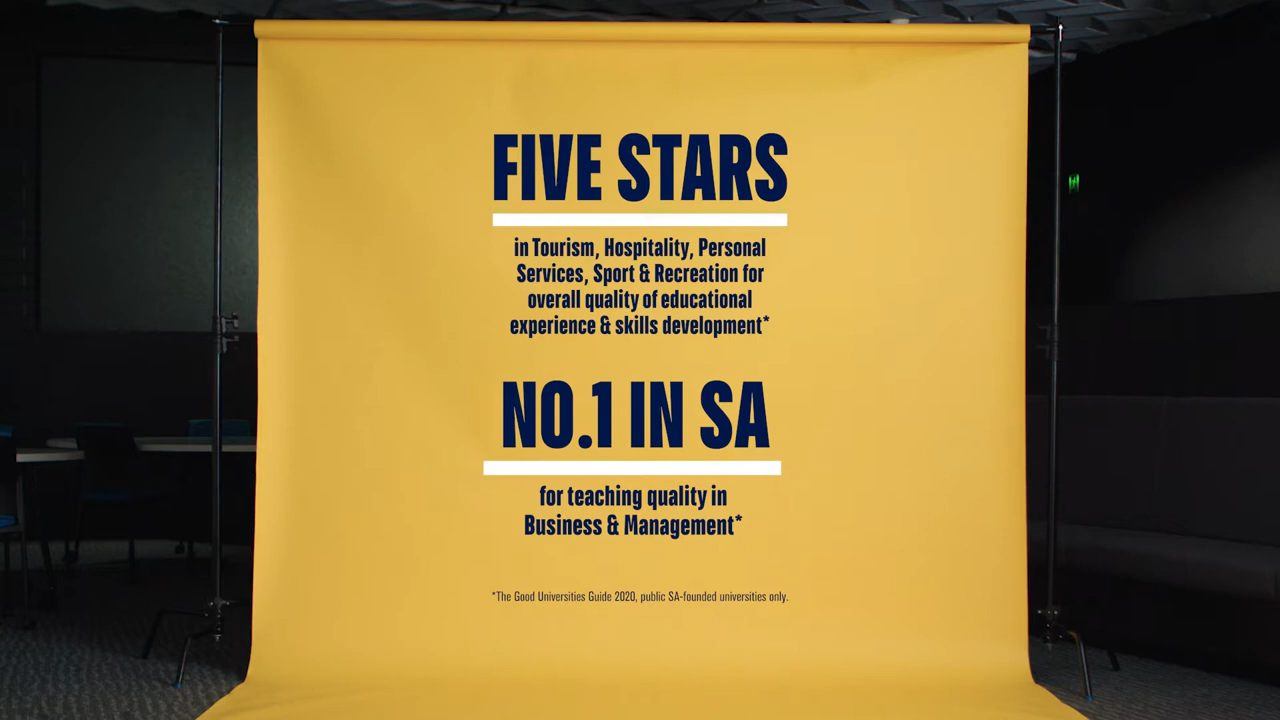 FIVE STARS
in Tourism, Hospitality, Personal
Services, Sport & Recreation for
overall quality of educational
experience & skills development*
NO.1 IN SA
for teaching quality in
Business & Management*
*The Good Universities Guide 2020, public SA-founded universities only.